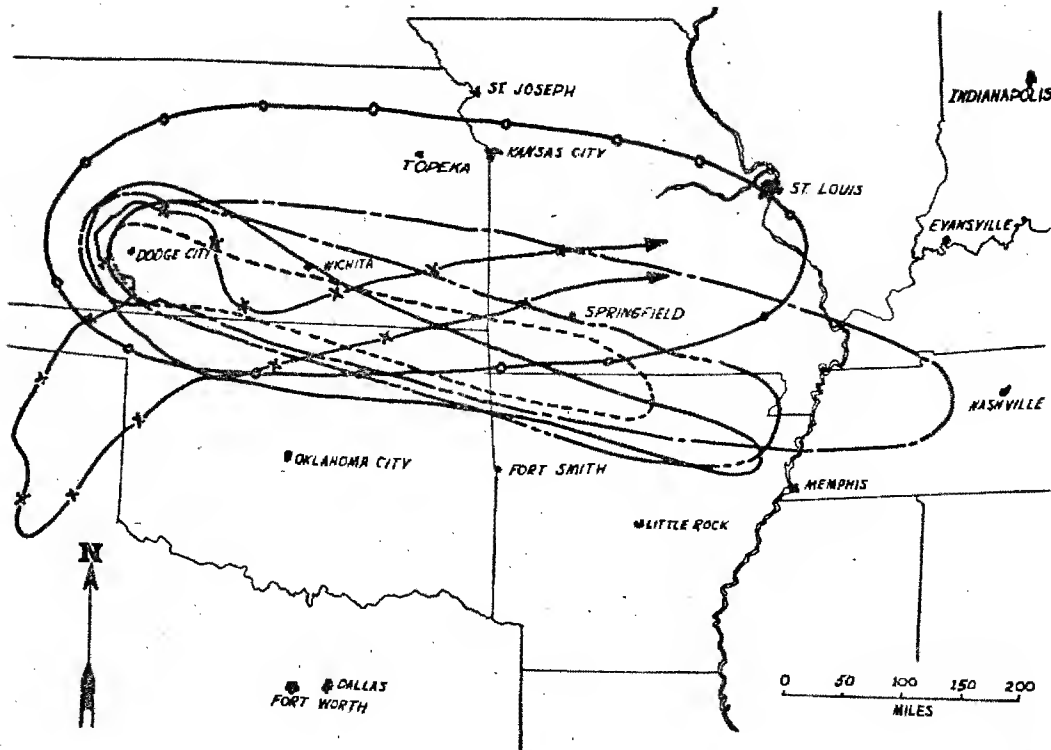 ST. JOSEPH
INDIANAPOLIS
TOPEKA
KANSAS CITY
ST. LOUIS
EVANSVILLE
DODGE CITY
WICHITA
SPRINGFIELD
NASHVILLE
OKLAHOMA CITY
FORT SMITH
MEMPHIS
LITTLE ROCK
N
DALLAS
FORT WORTH
0 50 100 150 200
MILES